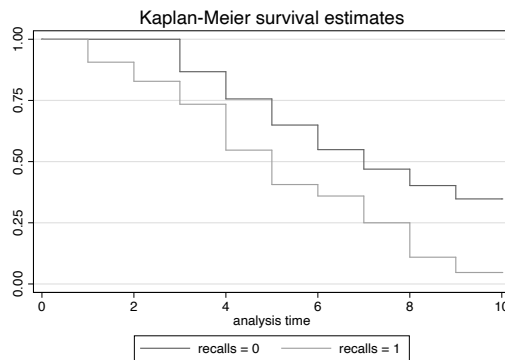 Kaplan-Meier survival estimates
1.00
0.75
0.50
0.25
0.00
0 2 4 6 8 10
analysis time
recalls = 0 recalls = 1